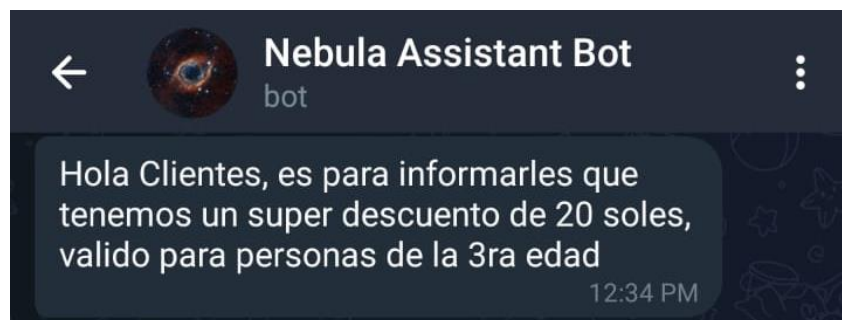 Nebula Assistant Bot
bot
Hola Clientes, es para informarles que
tenemos un super descuento de 20 soles,
valido para personas de la 3ra edad
12:34 PM